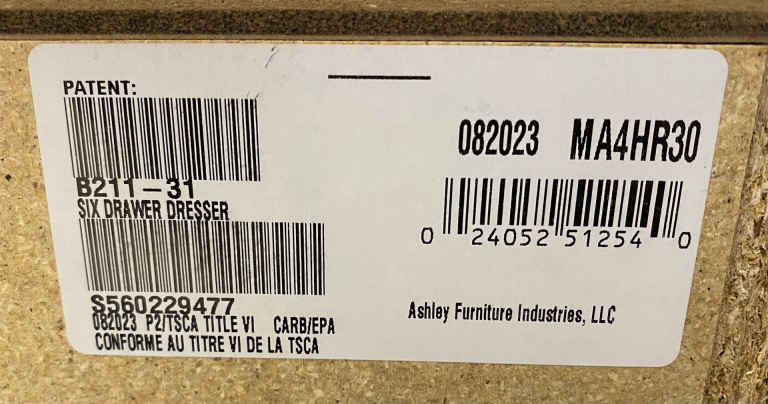 PATENT:
B211-31
SIX DRAWER DRESSER
S560229477
082023 P2/TSCA TITLE VI CARB/EPA
CONFORME AU TITRE VI DE LA TSCA
082023 MA4HR30
0 24052 51254 0
Ashley Furniture Industries, LLC